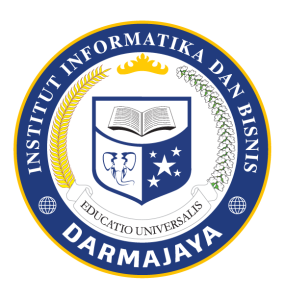 INSTITUT INFORMATIKA DAN BISNIS
EDUCATIO UNIVERSALIS
DARMAJAYA